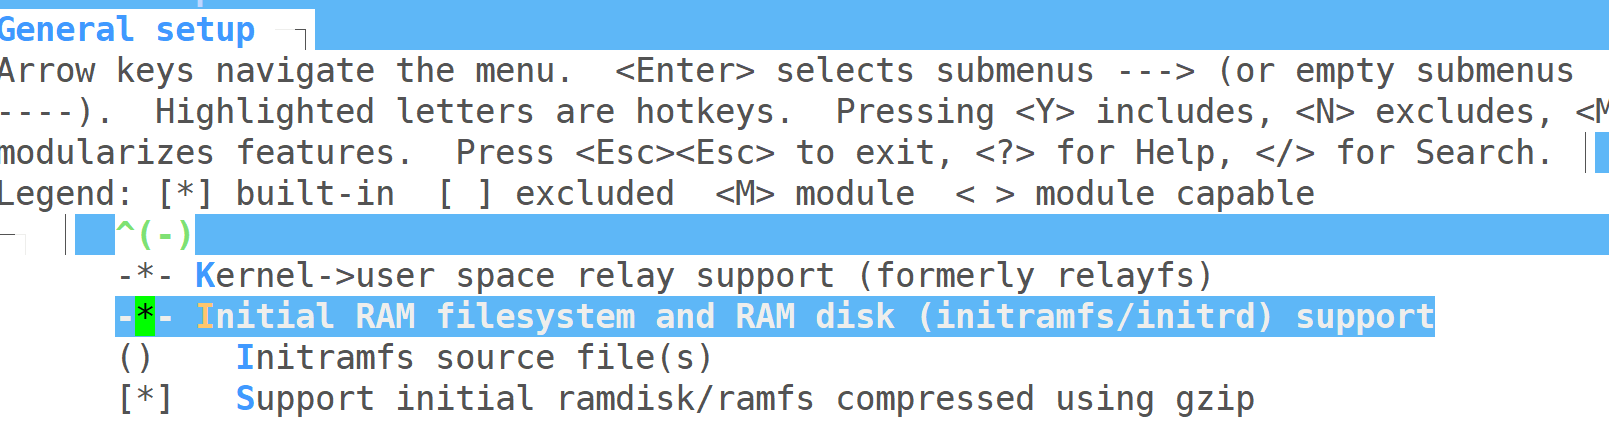 General setup
Arrow keys navigate the menu.  <Enter> selects submenus ---> (or empty submenus
----).  Highlighted letters are hotkeys.  Pressing <Y> includes, <N> excludes, <M
modularizes features.  Press <Esc><Esc> to exit, <?> for Help, </> for Search.
Legend: [*] built-in  [ ] excluded  <M> module  < > module capable
^(-)
-*- Kernel->user space relay support (formerly relayfs)
-*- Initial RAM filesystem and RAM disk (initramfs/initrd) support
()    Initramfs source file(s)
[*]   Support initial ramdisk/ramfs compressed using gzip